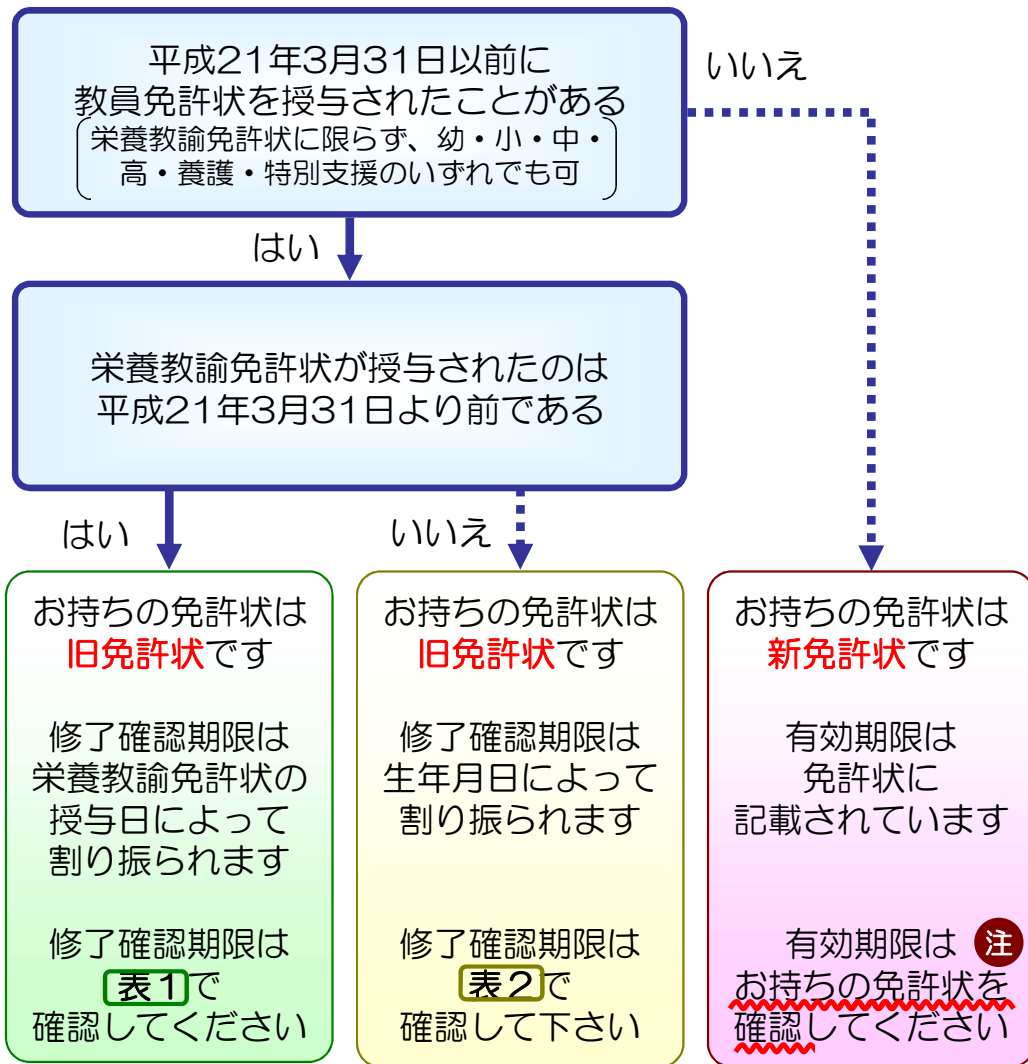 平成21年3月31日以前に
教員免許状を授与されたことがある
栄養教諭免許状に限らず、幼・小・中・
高・養護・特別支援のいずれでも可
いいえ
はい
栄養教諭免許状が授与されたのは
平成21年3月31日より前である
はい
いいえ
お持ちの免許状は
旧免許状です
修了確認期限は
栄養教諭免許状の
授与日によって
割り振られます
修了確認期限は
表1で
確認してください
お持ちの免許状は
旧免許状です
修了確認期限は
生年月日によって
割り振られます
修了確認期限は
表2で
確認して下さい
お持ちの免許状は
新免許状です
有効期限は
免許状に
記載されています
有効期限は 注
お持ちの免許状を
確認してください